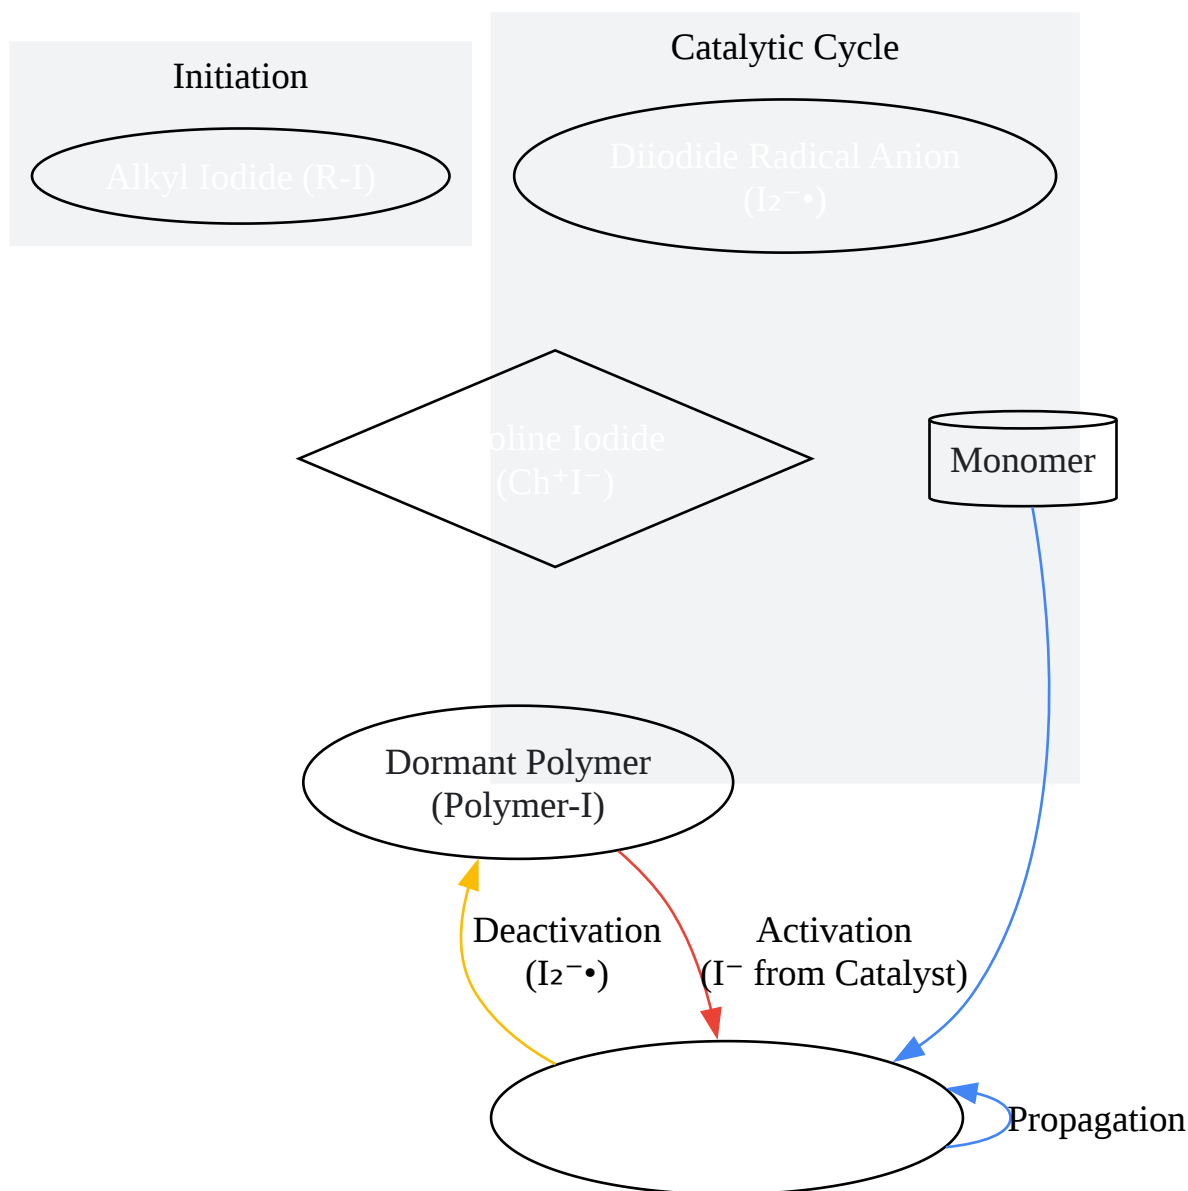 Initiation
Catalytic Cycle
Alkyl Iodide (R-I)
Diiodide Radical Anion
(I₂⁻•)
oline Iodide
(Ch⁺I⁻)
Monomer
Dormant Polymer
(Polymer-I)
Deactivation
(I₂⁻•)
Activation
(I⁻ from Catalyst)
Propagation